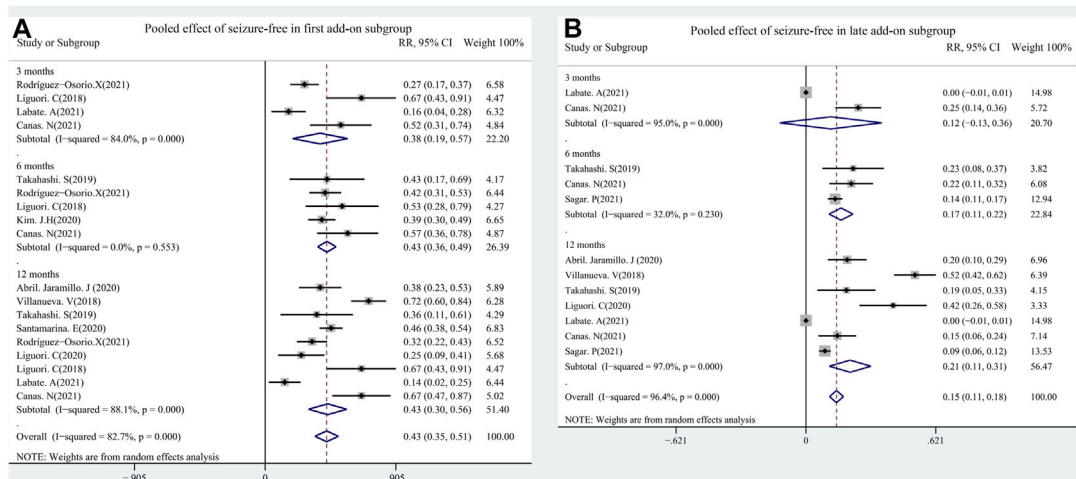 A
Pooled effect of seizure-free in first add-on subgroup
Study or Subgroup RR, 95% CI Weight 100%
3 months
Rodríguez-Osorio.X(2021) 0.27 (0.17, 0.37) 6.58
Liguori. C(2018) 0.67 (0.43, 0.91) 4.47
Labate. A(2021) 0.16 (0.04, 0.28) 6.32
Canas. N(2021) 0.52 (0.31, 0.74) 4.84
Subtotal (I-squared = 84.0%, p = 0.000) 0.38 (0.19, 0.57) 22.20
.
6 months
Takahashi. S(2019) 0.43 (0.17, 0.69) 4.17
Rodríguez-Osorio.X(2021) 0.42 (0.31, 0.53) 6.44
Liguori. C(2018) 0.53 (0.28, 0.79) 4.27
Kim. J.H(2020) 0.39 (0.30, 0.49) 6.65
Canas. N(2021) 0.57 (0.36, 0.78) 4.87
Subtotal (I-squared = 0.0%, p = 0.553) 0.43 (0.36, 0.49) 26.39
.
12 months
Abril. Jaramillo. J (2020) 0.38 (0.23, 0.53) 5.89
Villanueva. V(2018) 0.72 (0.60, 0.84) 6.28
Takahashi. S(2019) 0.36 (0.11, 0.61) 4.29
Santamarina. E(2020) 0.46 (0.38, 0.54) 6.83
Rodríguez-Osorio.X(2021) 0.32 (0.22, 0.43) 6.52
Liguori. C(2020) 0.25 (0.09, 0.41) 5.68
Liguori. C(2018) 0.67 (0.43, 0.91) 4.47
Labate. A(2021) 0.14 (0.02, 0.25) 6.44
Canas. N(2021) 0.67 (0.47, 0.87) 5.02
Subtotal (I-squared = 88.1%, p = 0.000) 0.43 (0.30, 0.56) 51.40
.
Overall (I-squared = 82.7%, p = 0.000) 0.43 (0.35, 0.51) 100.00
NOTE: Weights are from random effects analysis
-.905 0 .905
B
Pooled effect of seizure-free in late add-on subgroup
Study or Subgroup RR, 95% CI Weight 100%
3 months
Labate. A(2021) 0.00 (-0.01, 0.01) 14.98
Canas. N(2021) 0.25 (0.14, 0.36) 5.72
Subtotal (I-squared = 95.0%, p = 0.000) 0.12 (-0.13, 0.36) 20.70
.
6 months
Takahashi. S(2019) 0.23 (0.08, 0.37) 3.82
Canas. N(2021) 0.22 (0.11, 0.32) 6.08
Sagar. P(2021) 0.14 (0.11, 0.17) 12.94
Subtotal (I-squared = 32.0%, p = 0.230) 0.17 (0.11, 0.22) 22.84
.
12 months
Abril. Jaramillo. J (2020) 0.20 (0.10, 0.29) 6.96
Villanueva. V(2018) 0.52 (0.42, 0.62) 6.39
Takahashi. S(2019) 0.19 (0.05, 0.33) 4.15
Liguori. C(2020) 0.42 (0.26, 0.58) 3.33
Labate. A(2021) 0.00 (-0.01, 0.01) 14.98
Canas. N(2021) 0.15 (0.06, 0.24) 7.14
Sagar. P(2021) 0.09 (0.06, 0.12) 13.53
Subtotal (I-squared = 97.0%, p = 0.000) 0.21 (0.11, 0.31) 56.47
.
Overall (I-squared = 96.4%, p = 0.000) 0.15 (0.11, 0.18) 100.00
NOTE: Weights are from random effects analysis
-.621 0 .621